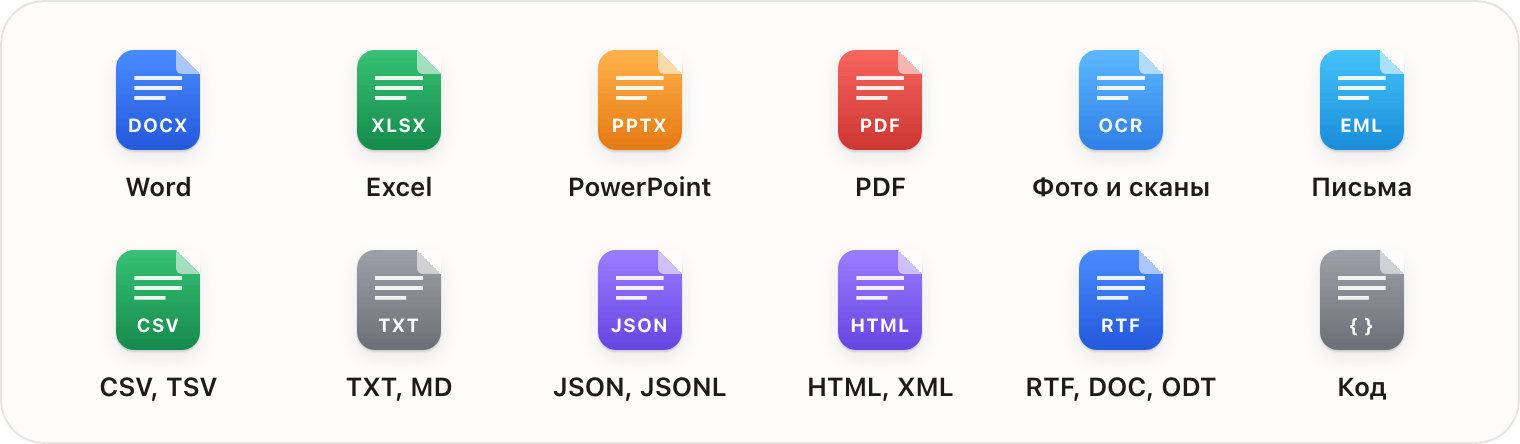 DOCX XLSX PPTX PDF OCR EML
Word Excel PowerPoint PDF Фото и сканы Письма
CSV TXT JSON HTML RTF { }
CSV, TSV TXT, MD JSON, JSONL HTML, XML RTF, DOC, ODT Код